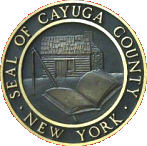 SEAL OF CAYUGA COUNTY
· NEW YORK ·